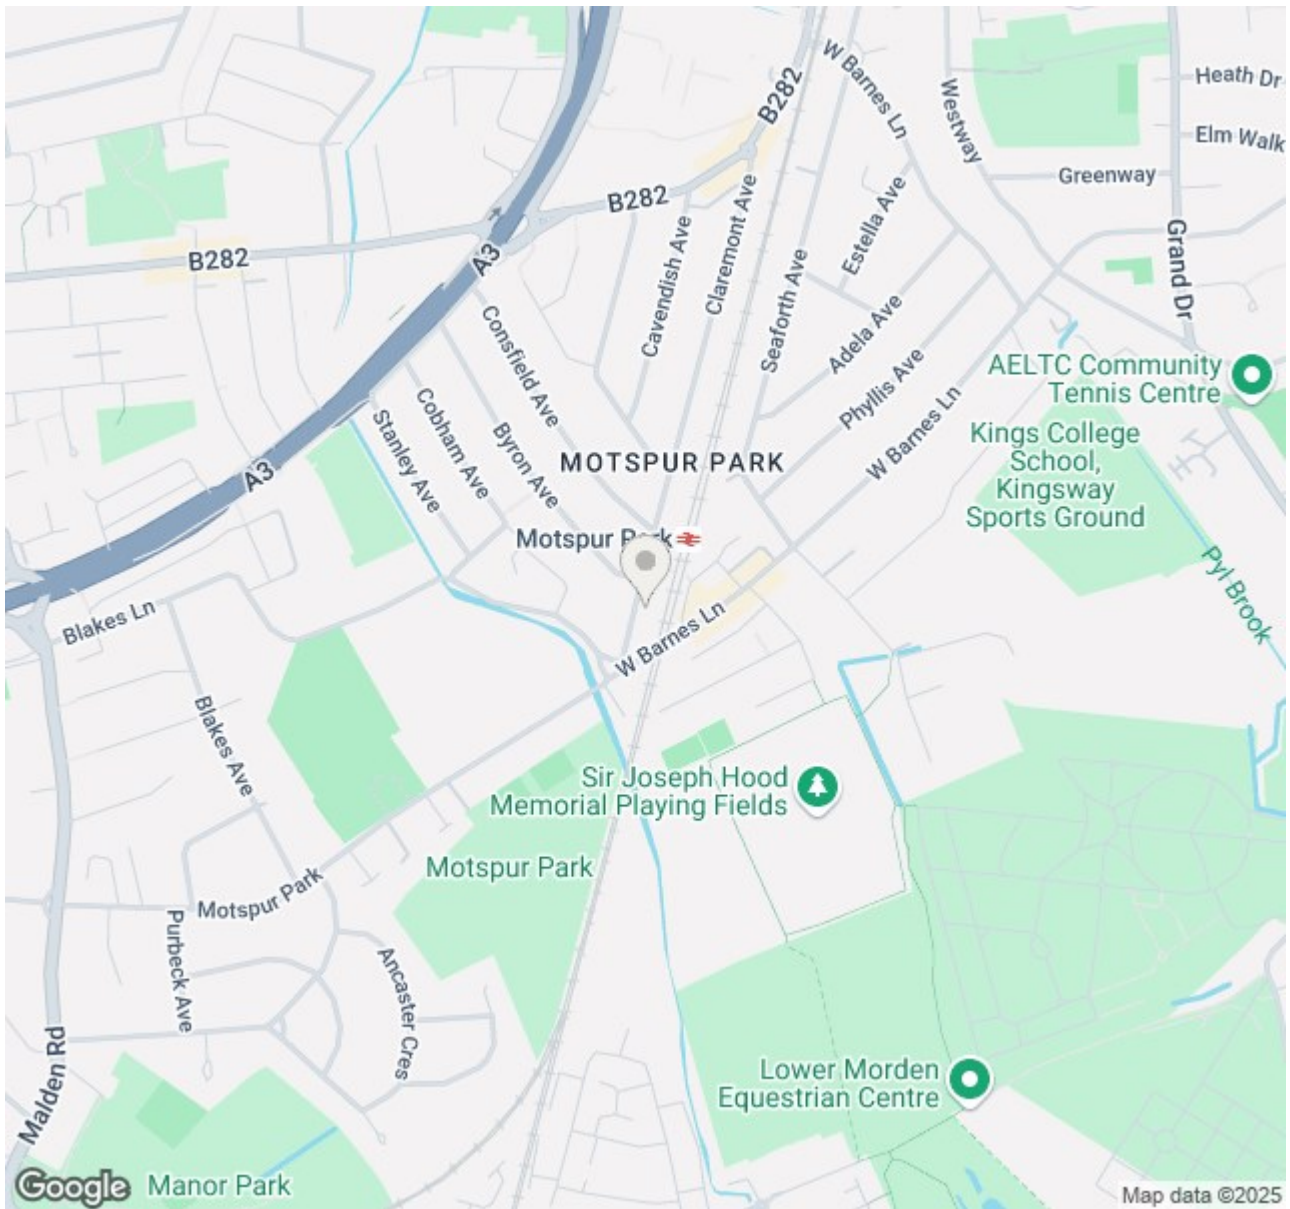 W Barnes Ln
B282
Westway
Heath Dr
Elm Walk
Greenway
B282
Estella Ave
Claremont Ave
Cavendish Ave
Grand Dr
B282
A3
Seaforth Ave
Consfield Ave
Adela Ave
Phyllis Ave
AELTC Community
Tennis Centre
Cobham Ave
Stanley Ave
Byron Ave
W Barnes Ln
Kings College
School,
Kingsway
Sports Ground
MOTSPUR PARK
A3
Motspur Park
Pyl Brook
Blakes Ln
W Barnes Ln
Blakes Ave
Sir Joseph Hood
Memorial Playing Fields
Motspur Park
Motspur Park
Purbeck Ave
Ancaster Cres
Malden Rd
Lower Morden
Equestrian Centre
Manor Park
Google
Map data ©2025